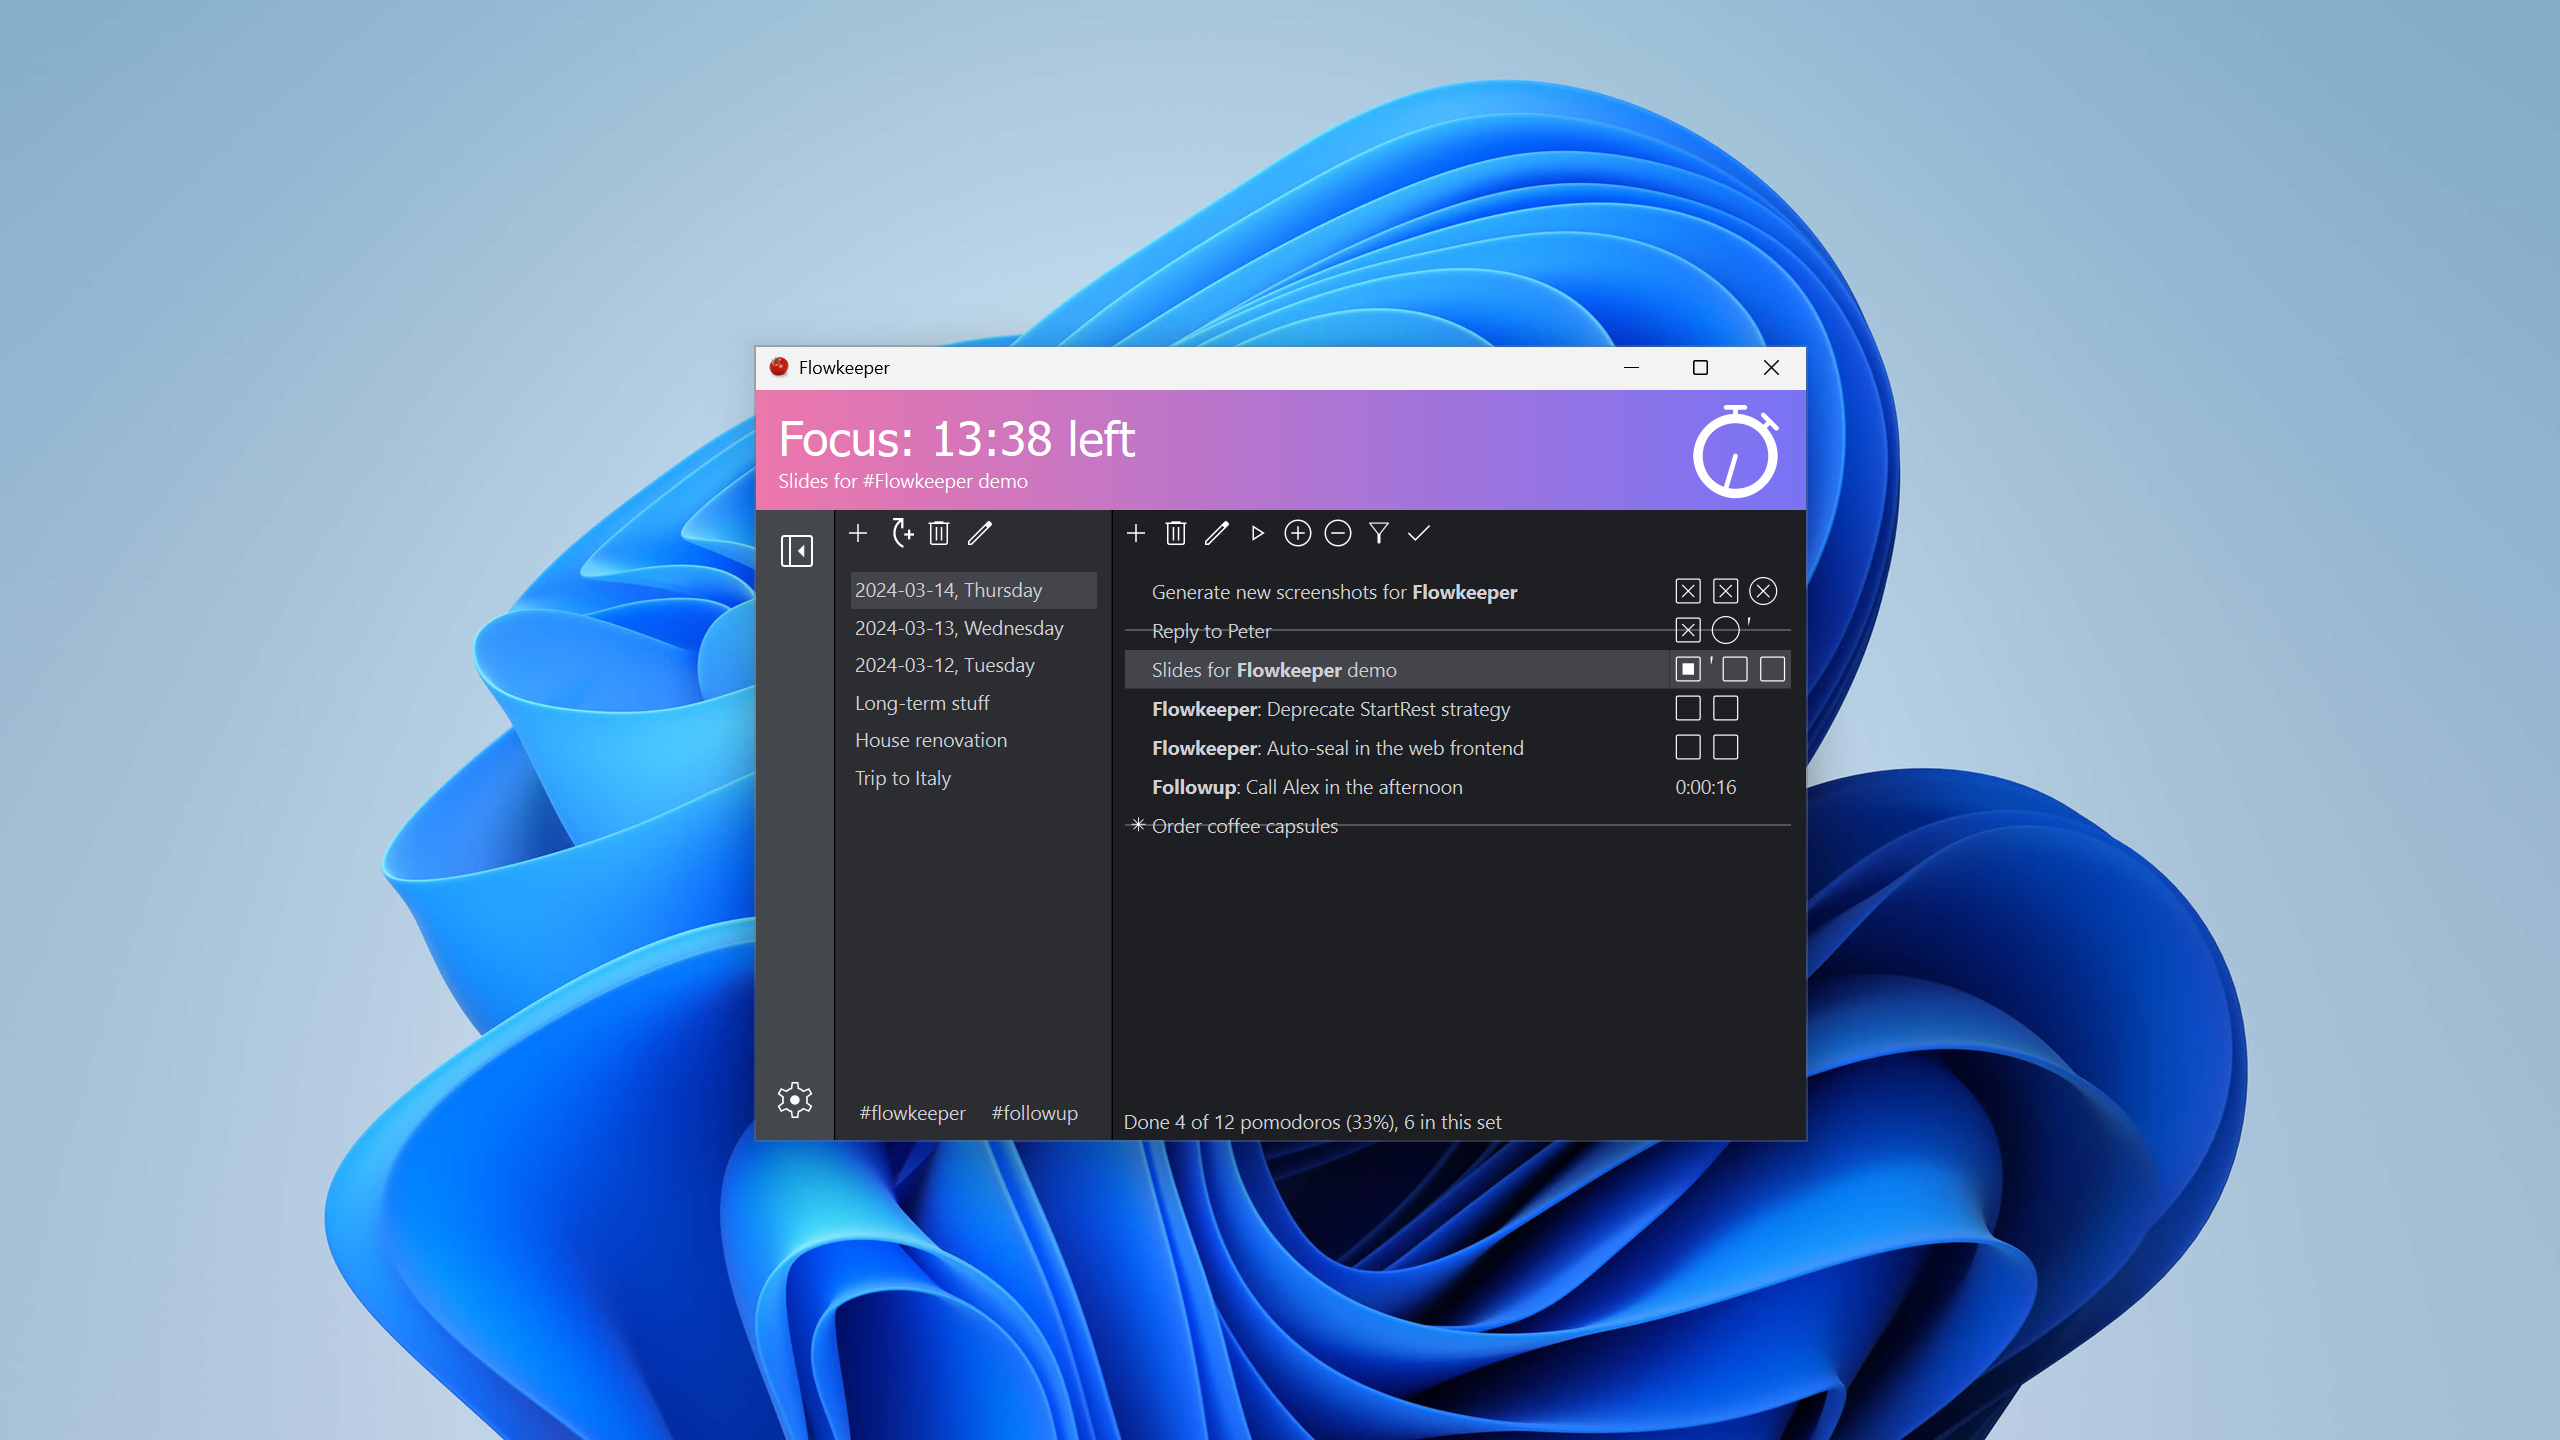 Flowkeeper
Focus: 13:38 left
Slides for #Flowkeeper demo
2024-03-14, Thursday
2024-03-13, Wednesday
2024-03-12, Tuesday
Long-term stuff
House renovation
Trip to Italy
#flowkeeper #followup
Generate new screenshots for Flowkeeper
Reply to Peter
Slides for Flowkeeper demo
Flowkeeper: Deprecate StartRest strategy
Flowkeeper: Auto-seal in the web frontend
Followup: Call Alex in the afternoon 0:00:16
Order coffee capsules
Done 4 of 12 pomodoros (33%), 6 in this set